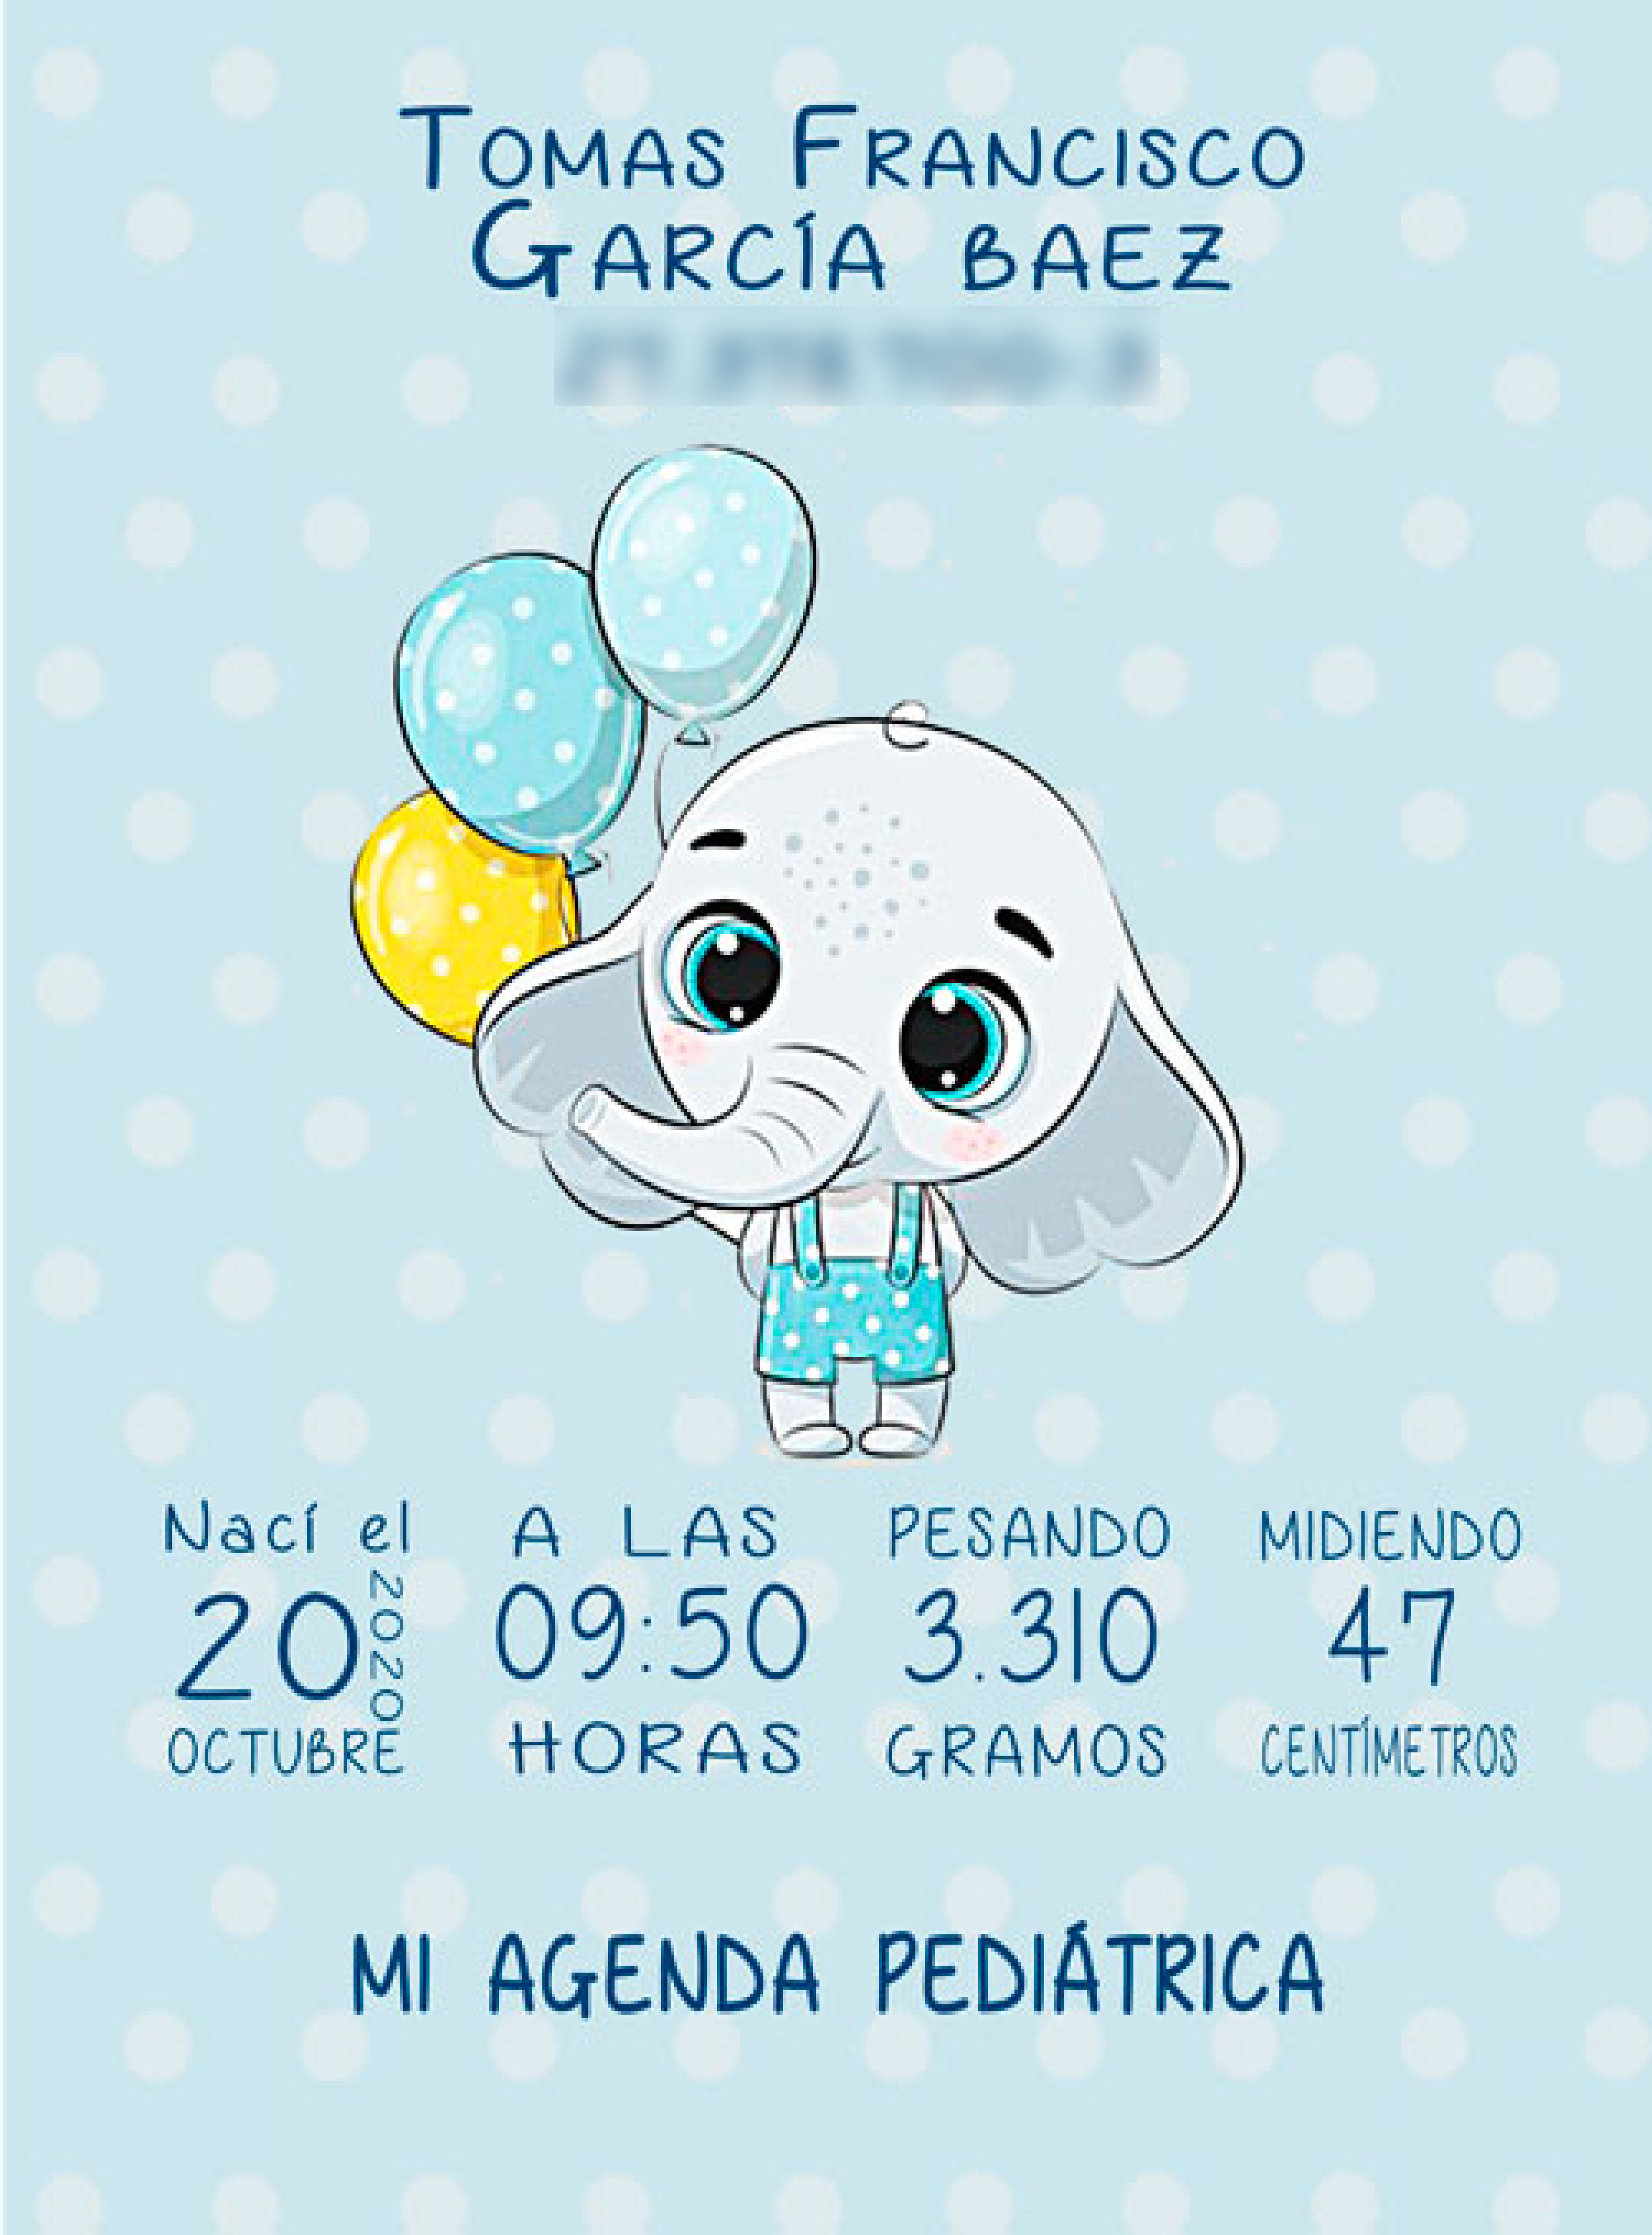 Tomas Francisco
García baez
Nací el
20 2020
OCTUBRE
A LAS
09:50
HORAS
PESANDO
3.310
GRAMOS
MIDIENDO
47
CENTÍMETROS
MI AGENDA PEDIÁTRICA